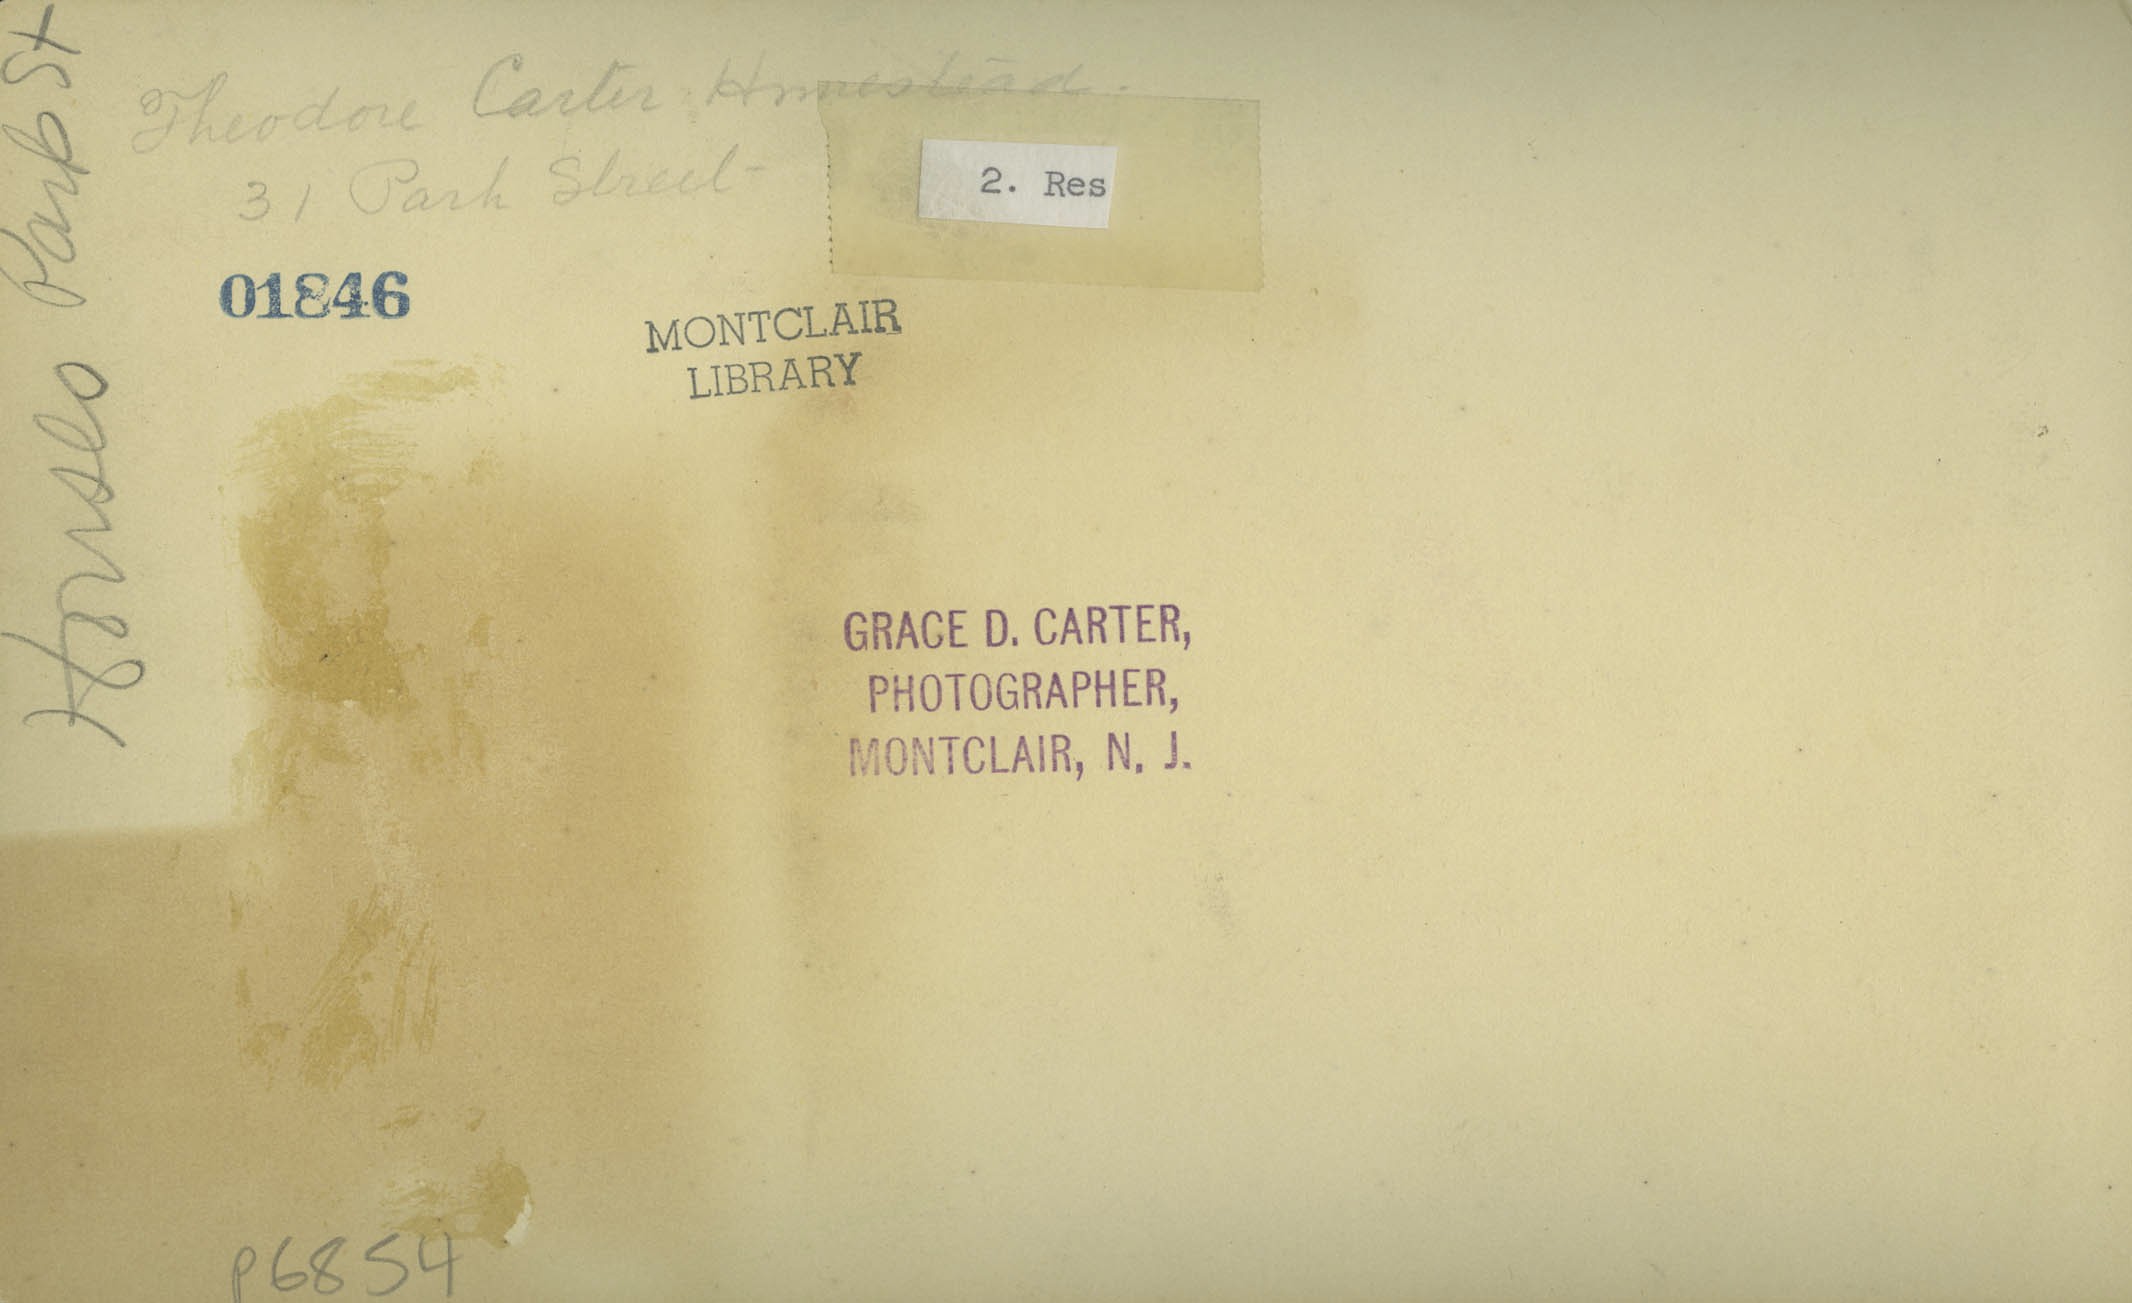 Theodore Carter Homestead.
31 Park Street-
2. Res
01846
MONTCLAIR
LIBRARY
Houses Park St
GRACE D. CARTER,
PHOTOGRAPHER,
MONTCLAIR, N. J.
p6854